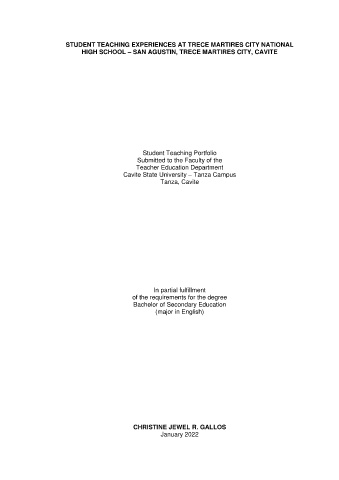 STUDENT TEACHING EXPERIENCES AT TRECE MARTIRES CITY NATIONAL
HIGH SCHOOL – SAN AGUSTIN, TRECE MARTIRES CITY, CAVITE
Student Teaching Portfolio
Submitted to the Faculty of the
Teacher Education Department
Cavite State University – Tanza Campus
Tanza, Cavite
In partial fulfillment
of the requirements for the degree
Bachelor of Secondary Education
(major in English)
CHRISTINE JEWEL R. GALLOS
January 2022